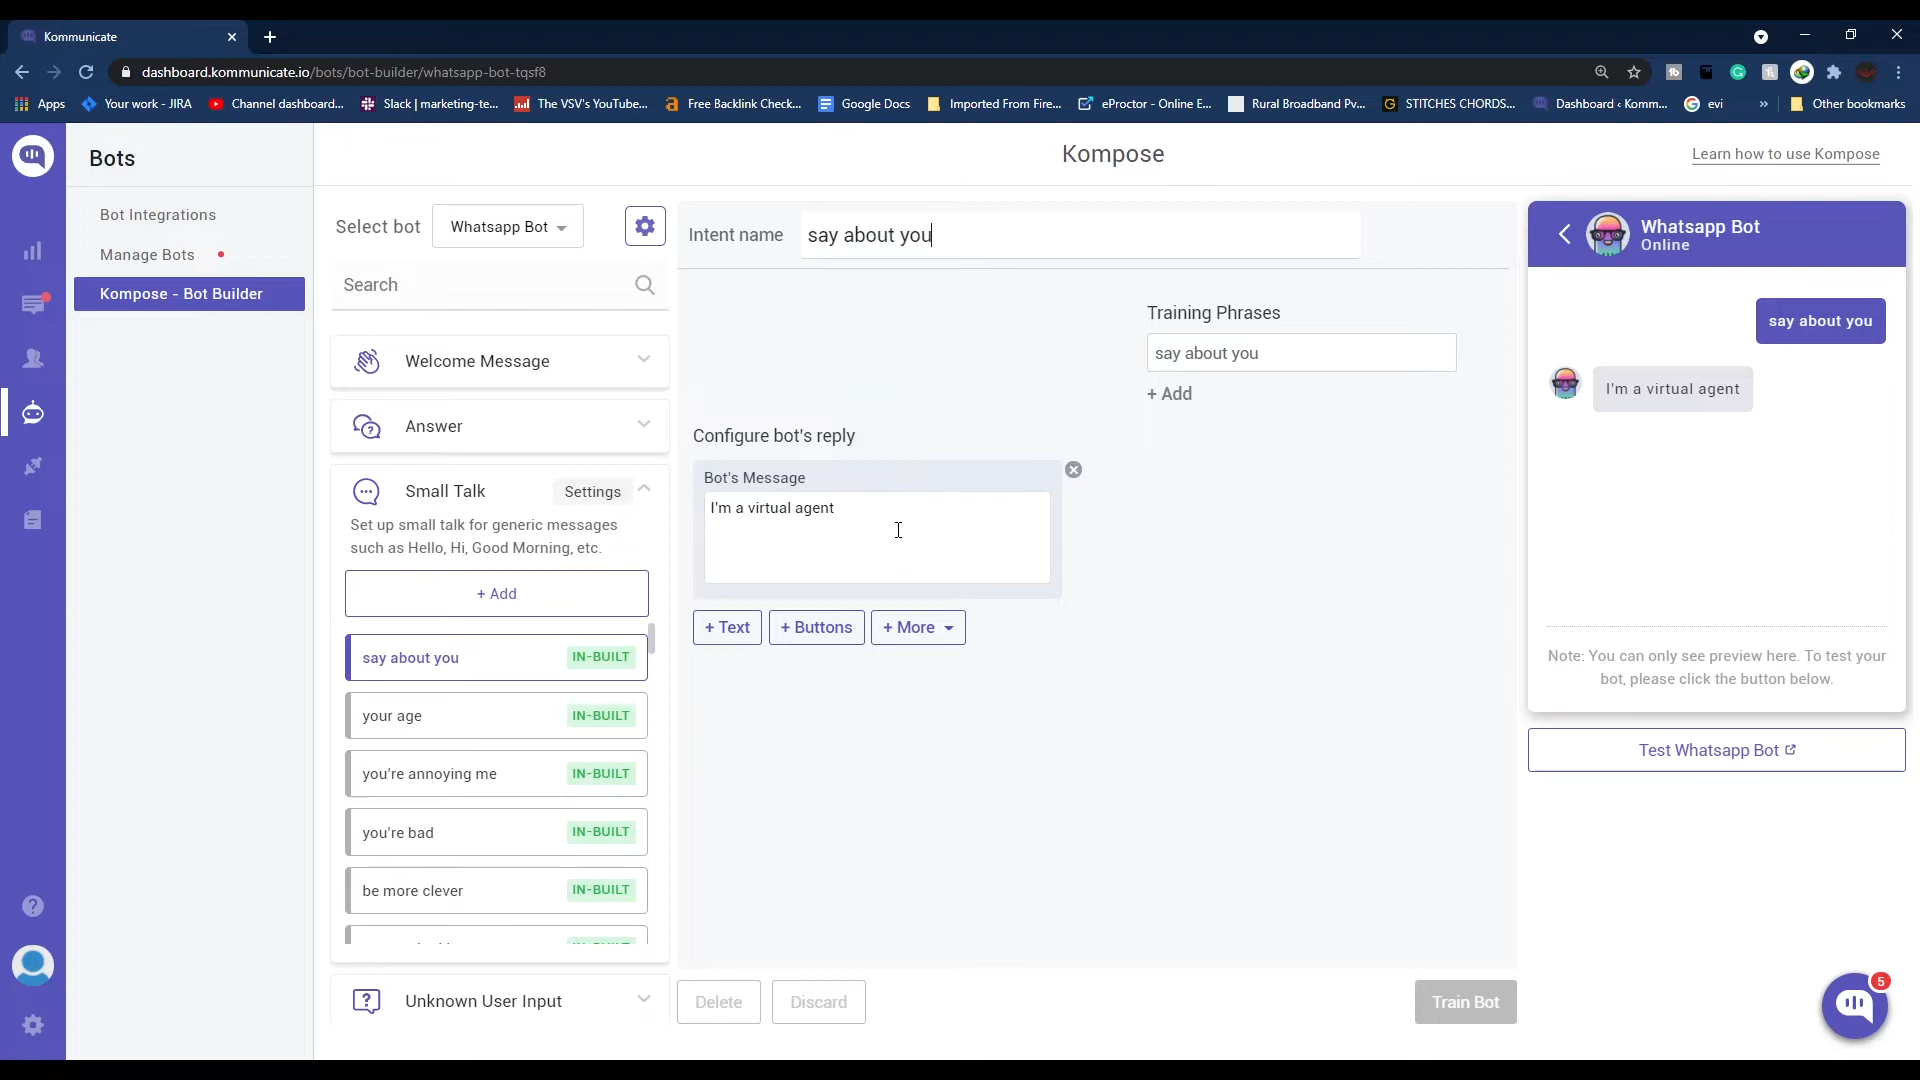 Kommunicate
dashboard.kommunicate.io/bots/bot-builder/whatsapp-bot-tqsf8
Apps
Your work - JIRA
Channel dashboard...
Slack | marketing-te...
The VSV's YouTube...
Free Backlink Check...
Google Docs
Imported From Fire...
eProctor - Online E...
Rural Broadband Pv...
STITCHES CHORDS...
Dashboard ‹ Komm...
evi
»
Other bookmarks
Bots
Bot Integrations
Manage Bots
Kompose - Bot Builder
Kompose
Learn how to use Kompose
Select bot
Whatsapp Bot
Search
Welcome Message
Answer
Small Talk
Settings
Set up small talk for generic messages
such as Hello, Hi, Good Morning, etc.
+ Add
say about you IN-BUILT
your age IN-BUILT
you're annoying me IN-BUILT
you're bad IN-BUILT
be more clever IN-BUILT
Unknown User Input
Intent name
say about you
Training Phrases
say about you
+ Add
Configure bot's reply
Bot's Message
I'm a virtual agent
+ Text
+ Buttons
+ More
Delete
Discard
Train Bot
Whatsapp Bot
Online
say about you
I'm a virtual agent
Note: You can only see preview here. To test your
bot, please click the button below.
Test Whatsapp Bot
5